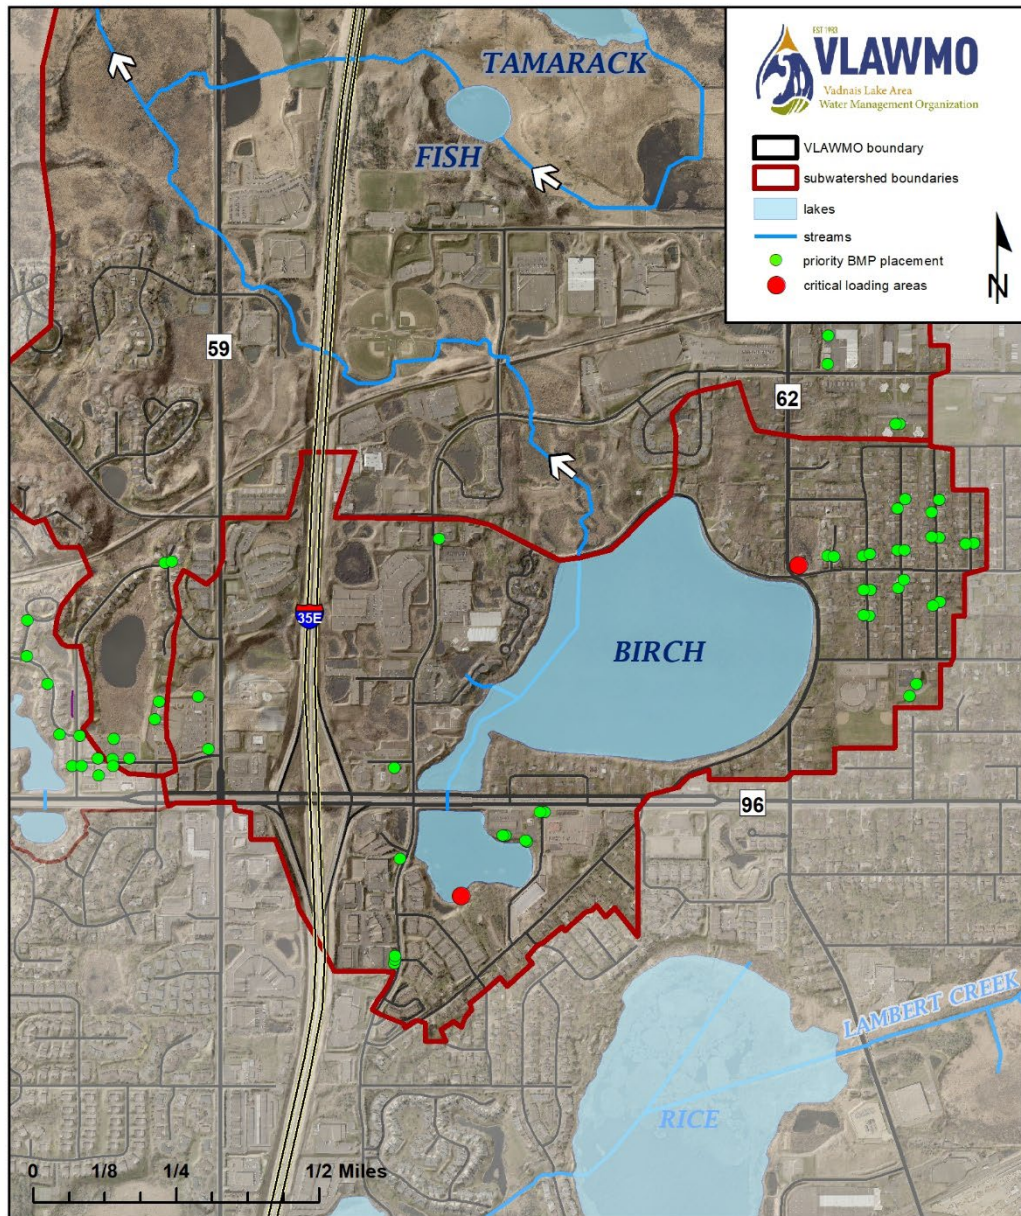 EST 1983
VLAWMO
Vadnais Lake Area
Water Management Organization
VLAWMO boundary
subwatershed boundaries
lakes
streams
priority BMP placement
critical loading areas
N
TAMARACK
FISH
59
62
35E
BIRCH
96
LAMBERT CREEK
RICE
0 1/8 1/4 1/2 Miles